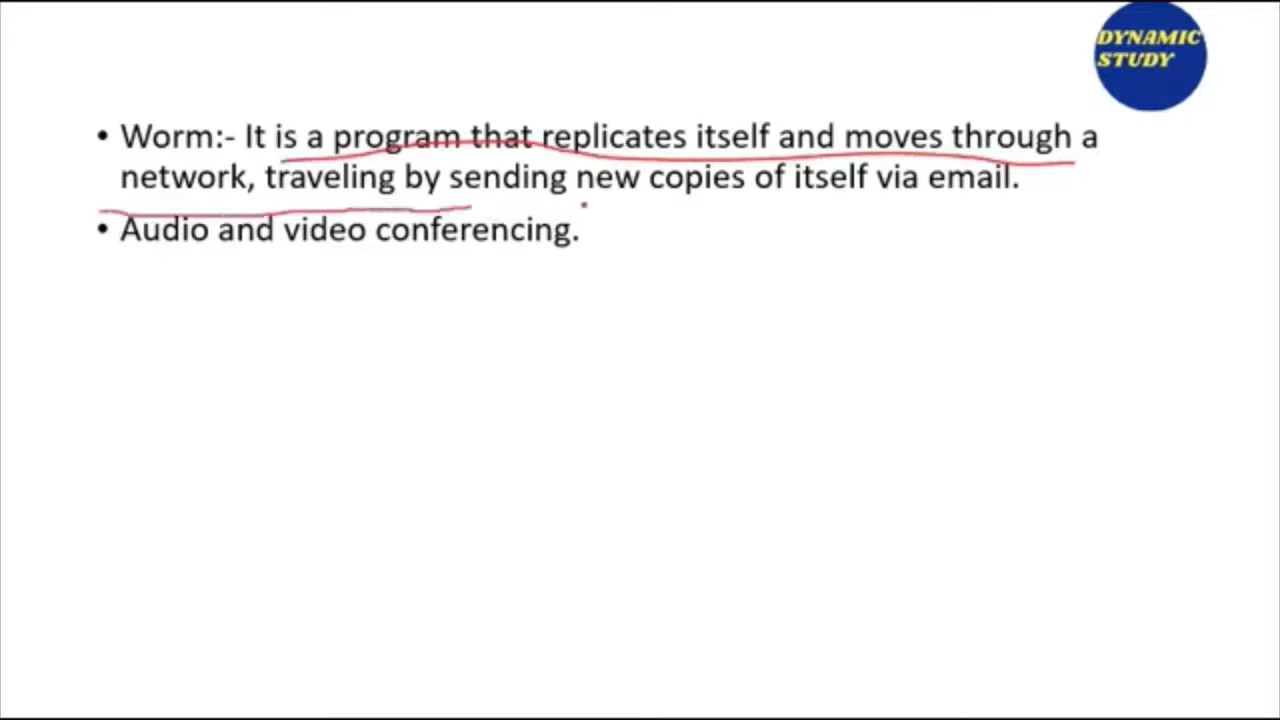 DYNAMIC
STUDY
• Worm:- It is a program that replicates itself and moves through a
network, traveling by sending new copies of itself via email.
• Audio and video conferencing.